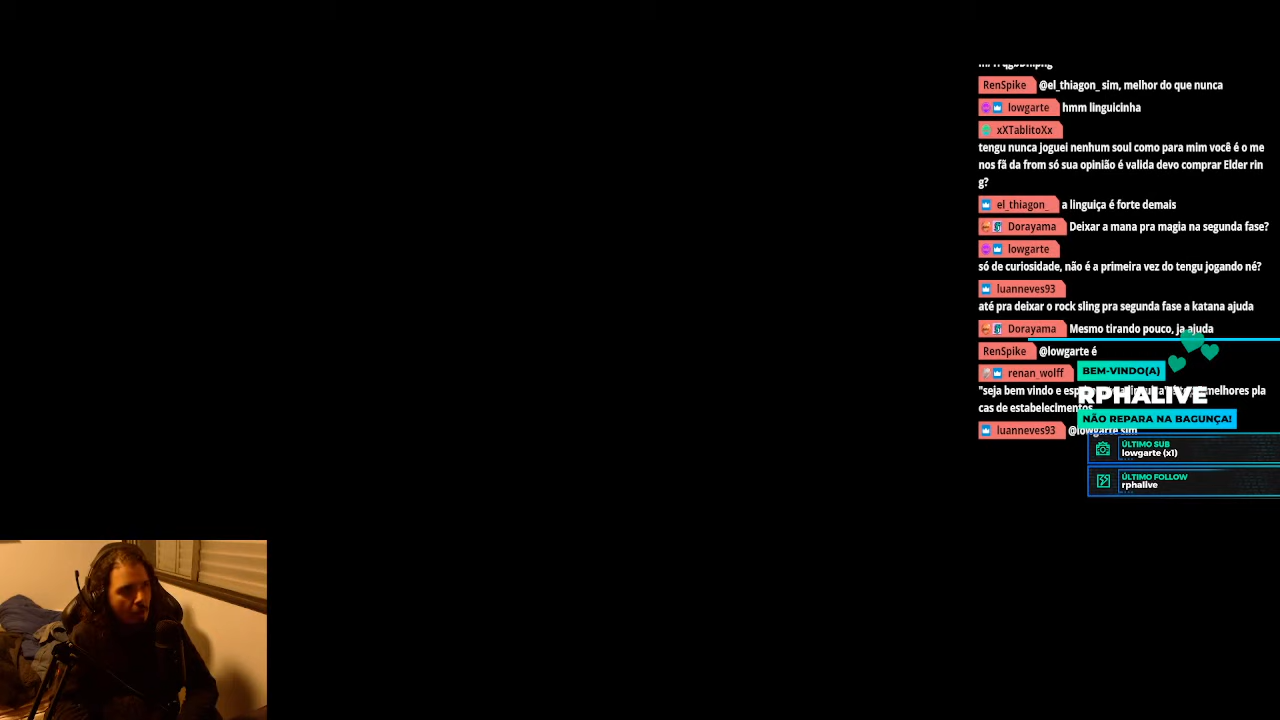 RenSpike @el_thiagon_ sim, melhor do que nunca
lowgarte hmm linguicinha
xXTablitoXx
tengu nunca joguei nenhum soul como para mim você é o me
nos fã da from só sua opinião é valida devo comprar Elder rin
g?
el_thiagon_ a linguiça é forte demais
Dorayama Deixar a mana pra magia na segunda fase?
lowgarte
só de curiosidade, não é a primeira vez do tengu jogando né?
luanneves93
até pra deixar o rock sling pra segunda fase a katana ajuda
Dorayama Mesmo tirando pouco, ja ajuda
RenSpike @lowgarte é
renan_wolff
"seja bem vindo e melhores pla
cas de estabelecimentos
luanneves93 @lowgarte sim
BEM-VINDO(A)
RPHALIVE
NÃO REPARA NA BAGUNÇA!
ÚLTIMO SUB
lowgarte (x1)
ÚLTIMO FOLLOW
rphalive